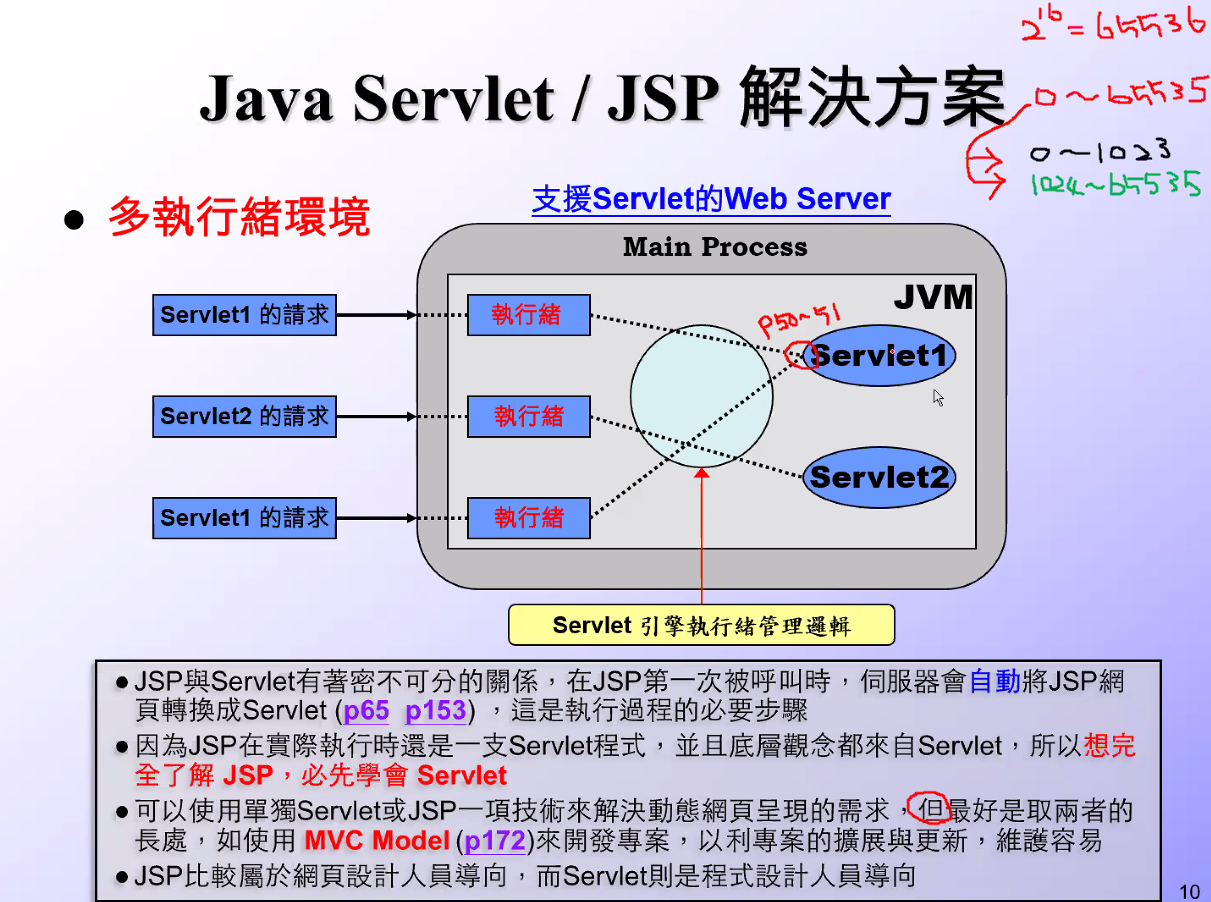 2^16 = 65536
Java Servlet / JSP 解決方案
0 ~ 65535
0 ~ 1023
1024 ~ 65535
● 多執行緒環境
支援Servlet的Web Server
Main Process
JVM
Servlet1 的請求
執行緒
P50~51
Servlet1
Servlet2 的請求
執行緒
Servlet2
Servlet1 的請求
執行緒
Servlet 引擎執行緒管理邏輯
●JSP與Servlet有著密不可分的關係，在JSP第一次被呼叫時，伺服器會自動將JSP網
頁轉換成Servlet (p65 p153) ，這是執行過程的必要步驟
●因為JSP在實際執行時還是一支Servlet程式，並且底層觀念都來自Servlet，所以想完
全了解 JSP，必先學會 Servlet
●可以使用單獨Servlet或JSP一項技術來解決動態網頁呈現的需求，但最好是取兩者的
長處，如使用 MVC Model (p172)來開發專案，以利專案的擴展與更新，維護容易
●JSP比較屬於網頁設計人員導向，而Servlet則是程式設計人員導向
10